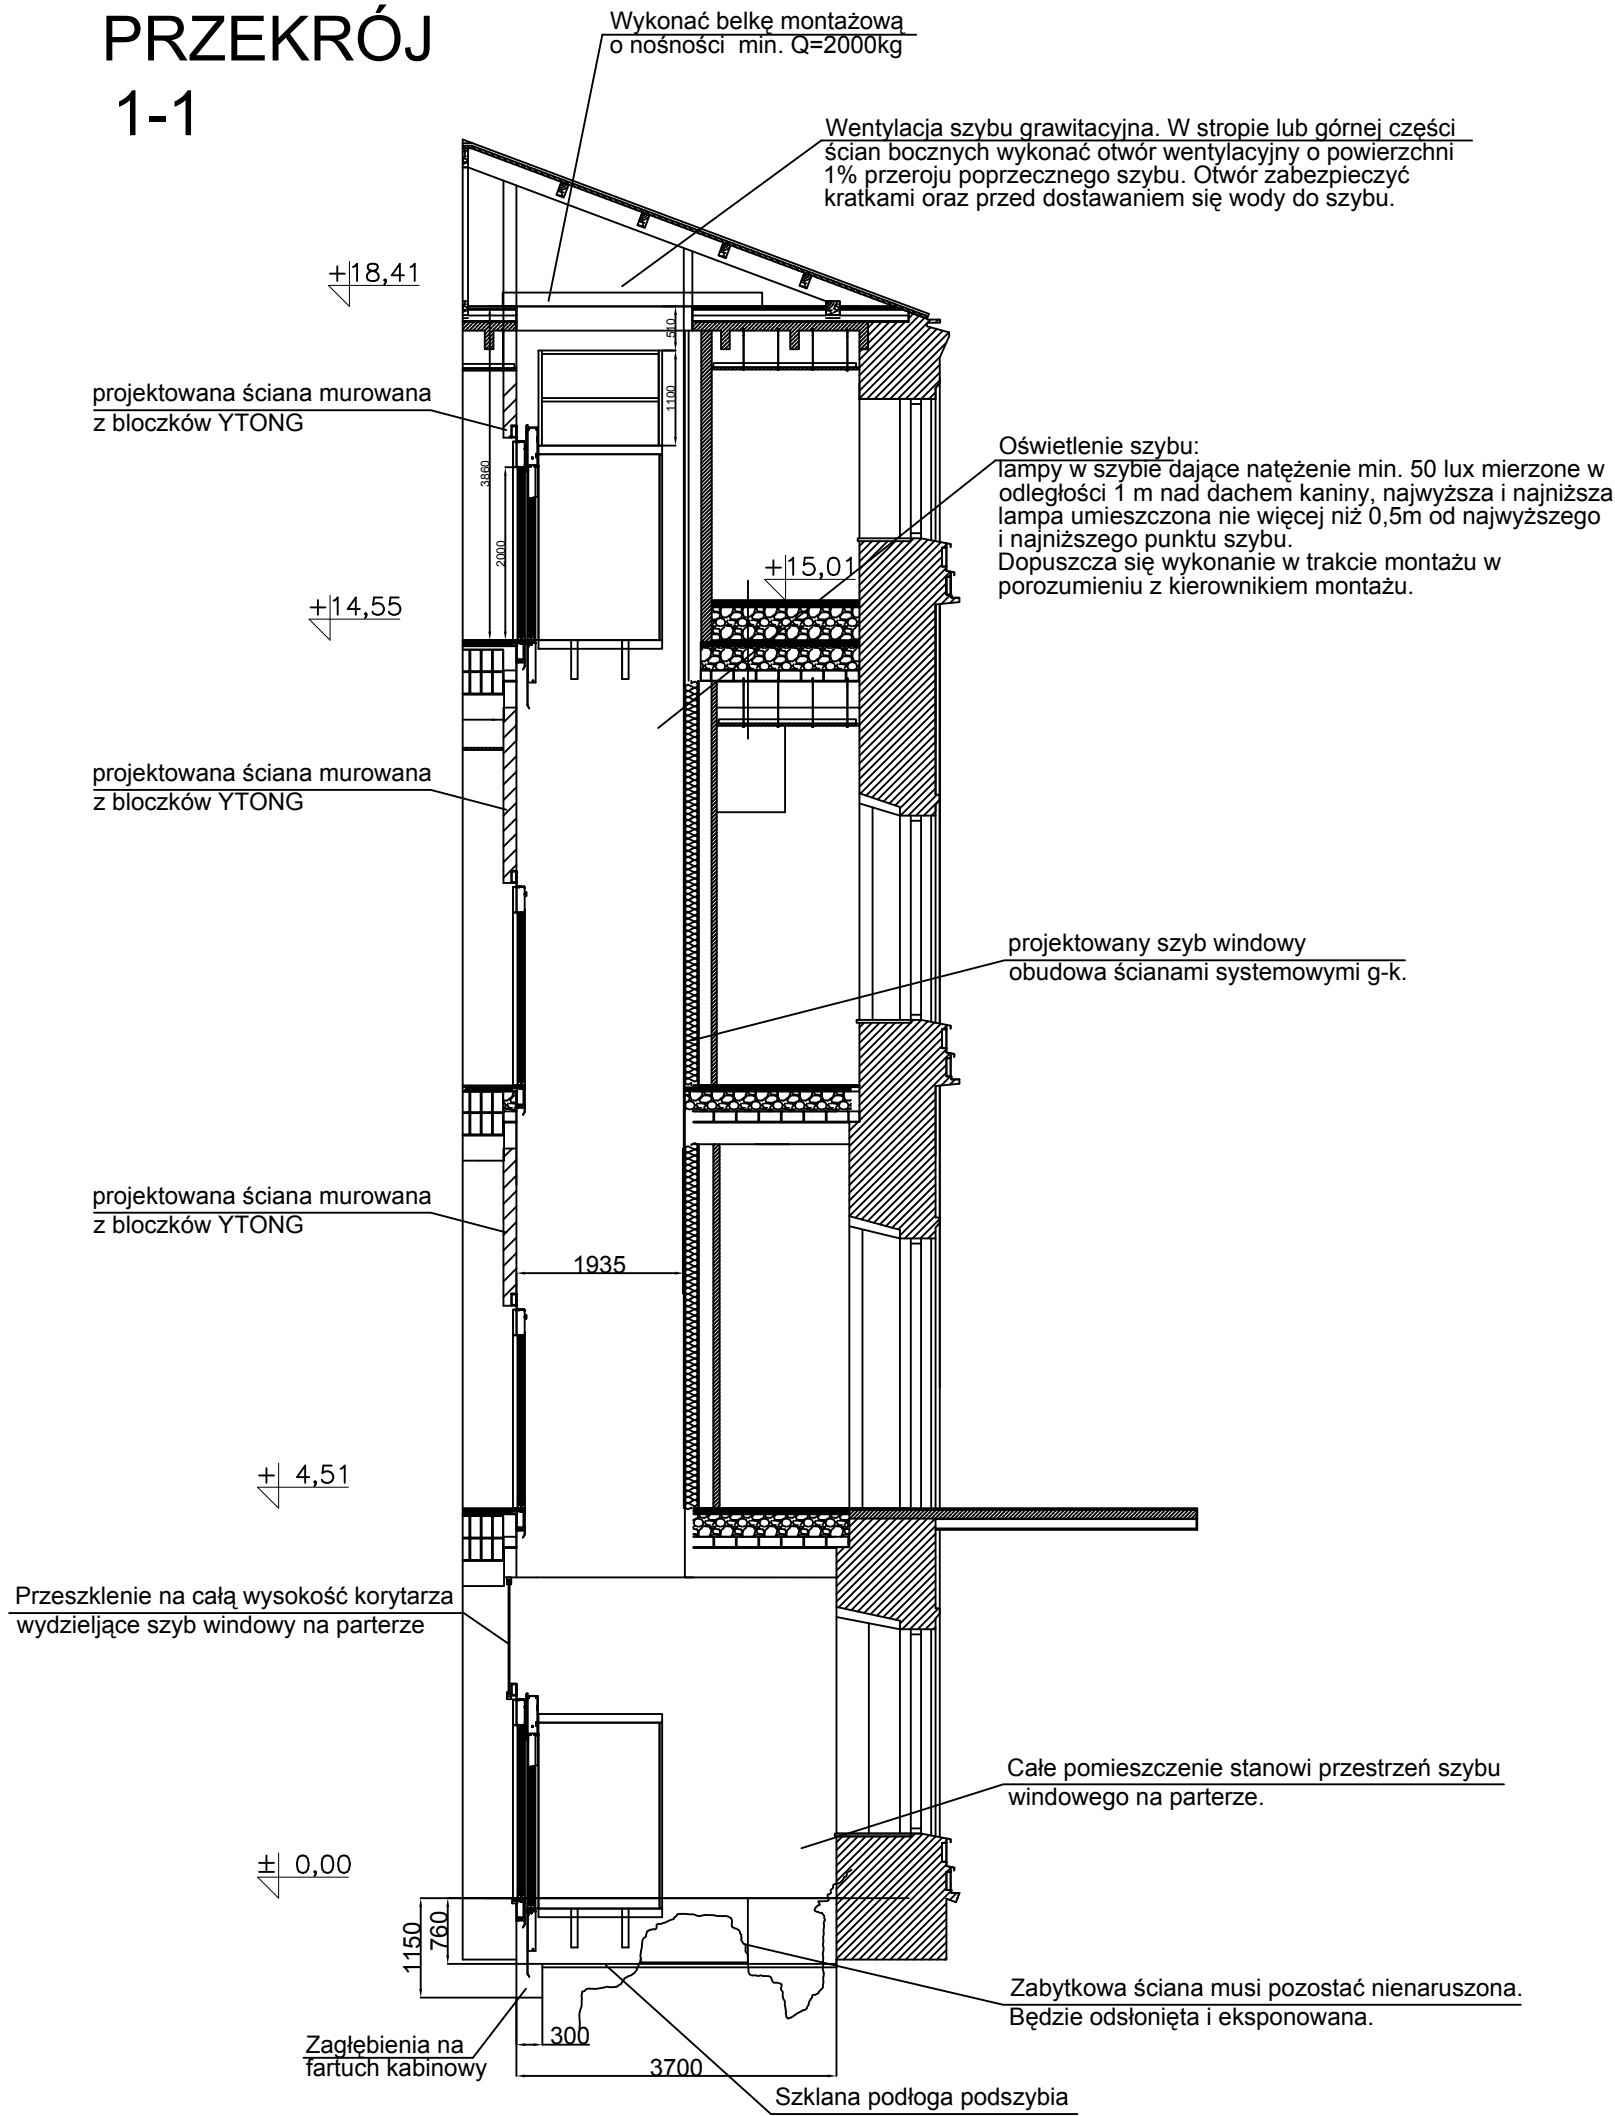 PRZEKRÓJ
1-1
Wykonać belkę montażową
o nośności min. Q=2000kg
Wentylacja szybu grawitacyjna. W stropie lub górnej części
ścian bocznych wykonać otwór wentylacyjny o powierzchni
1% przeroju poprzecznego szybu. Otwór zabezpieczyć
kratkami oraz przed dostawaniem się wody do szybu.
+18,41
510
1100
projektowana ściana murowana
z bloczków YTONG
3860
2000
Oświetlenie szybu:
lampy w szybie dające natężenie min. 50 lux mierzone w
odległości 1 m nad dachem kaniny, najwyższa i najniższa
lampa umieszczona nie więcej niż 0,5m od najwyższego
i najniższego punktu szybu.
Dopuszcza się wykonanie w trakcie montażu w
porozumieniu z kierownikiem montażu.
+15,01
+14,55
projektowana ściana murowana
z bloczków YTONG
projektowany szyb windowy
obudowa ścianami systemowymi g-k.
projektowana ściana murowana
z bloczków YTONG
1935
+ 4,51
Przeszklenie na całą wysokość korytarza
wydzieljące szyb windowy na parterze
Całe pomieszczenie stanowi przestrzeń szybu
windowego na parterze.
± 0,00
1150
760
Zabytkowa ściana musi pozostać nienaruszona.
Będzie odsłonięta i eksponowana.
Zagłębienia na
fartuch kabinowy
300
3700
Szklana podłoga podszybia